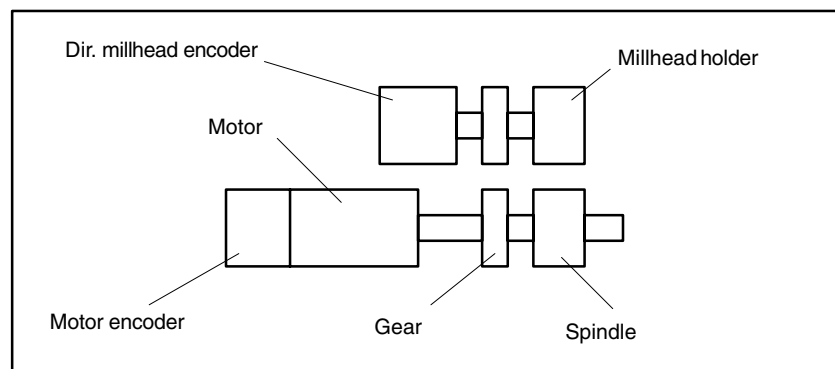 Dir. millhead encoder
Millhead holder
Motor
Motor encoder
Gear
Spindle